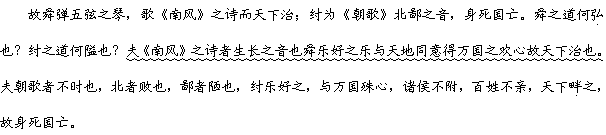 故舜弹五弦之琴，歌《南风》之诗而天下治；纣为《朝歌》北鄙之音，身死国亡。舜之道何弘
也？纣之道何隘也？夫《南风》之诗者生长之音也舜乐好之乐与天地同意得万国之欢心故天下治也。
夫朝歌者不时也，北者败也，鄙者陋也，纣乐好之，与万国殊心，诸侯不附，百姓不亲，天下畔之，
故身死国亡。